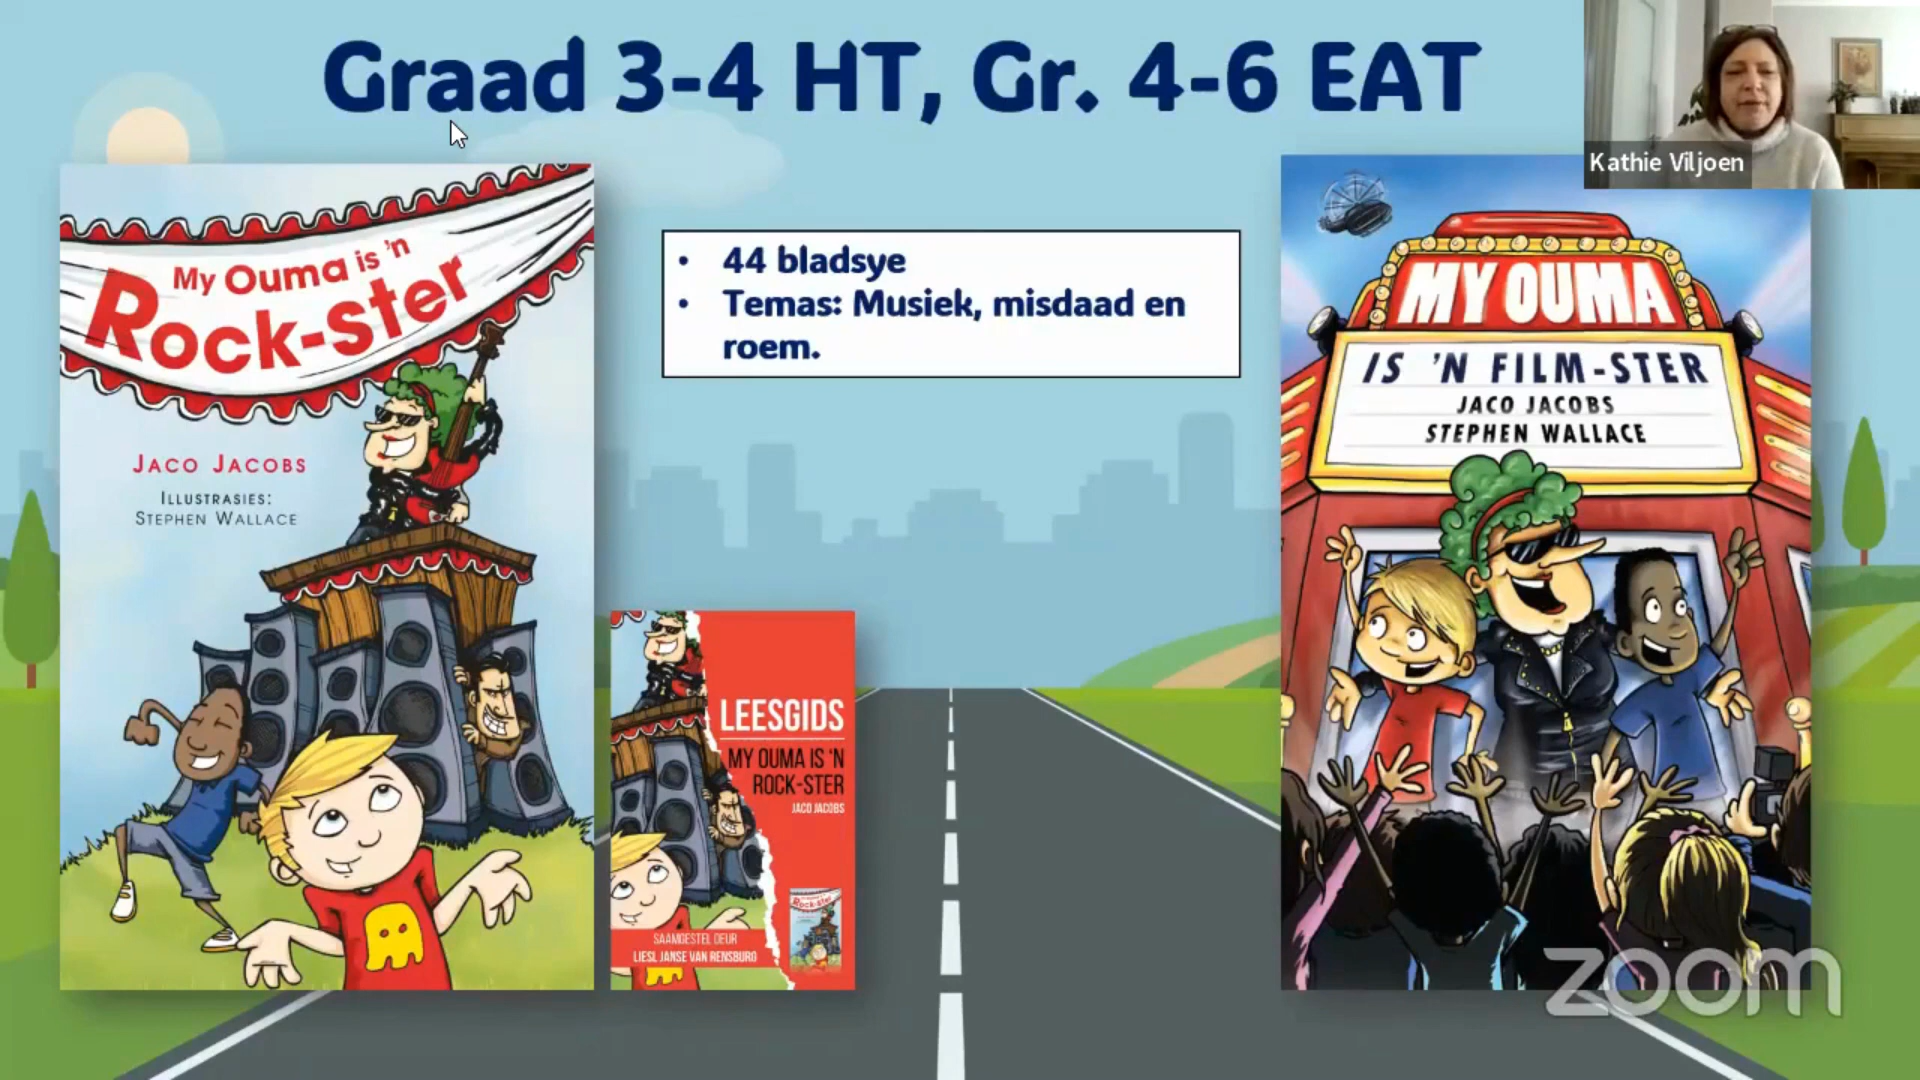 Graad 3-4 HT, Gr. 4-6 EAT
Kathie Viljoen
My Ouma is 'n
Rock-ster
JACO JACOBS
ILLUSTRASIES:
STEPHEN WALLACE
• 44 bladsye
• Temas: Musiek, misdaad en
roem.
LEESGIDS
MY OUMA IS 'N
ROCK-STER
JACO JACOBS
SAAMGESTEL DEUR
LIESL JANSE VAN RENSBURG
Rock-ster
MY OUMA
IS 'N FILM-STER
JACO JACOBS
STEPHEN WALLACE
zoom